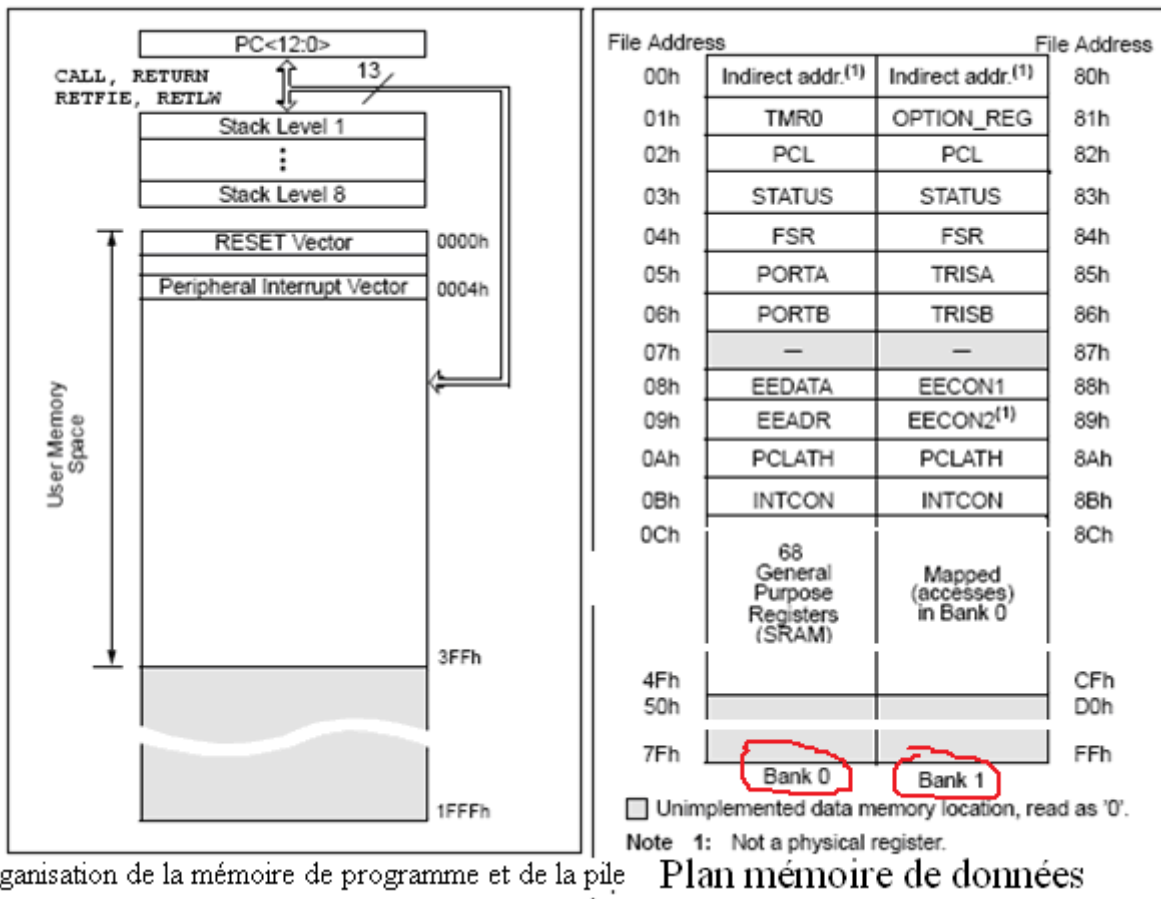 PC<12:0>
CALL, RETURN
RETFIE, RETLW
13
Stack Level 1
Stack Level 8
RESET Vector
0000h
Peripheral Interrupt Vector
0004h
User Memory
Space
3FFh
1FFFh
ganisation de la mémoire de programme et de la pile
File Address
File Address
00h Indirect addr.(1) Indirect addr.(1) 80h
01h TMR0 OPTION_REG 81h
02h PCL PCL 82h
03h STATUS STATUS 83h
04h FSR FSR 84h
05h PORTA TRISA 85h
06h PORTB TRISB 86h
07h — — 87h
08h EEDATA EECON1 88h
09h EEADR EECON2(1) 89h
0Ah PCLATH PCLATH 8Ah
0Bh INTCON INTCON 8Bh
0Ch 8Ch
68
General
Purpose
Registers
(SRAM)
Mapped
(accesses)
in Bank 0
4Fh CFh
50h D0h
7Fh FFh
Bank 0 Bank 1
Unimplemented data memory location, read as '0'.
Note 1: Not a physical register.
Plan mémoire de données